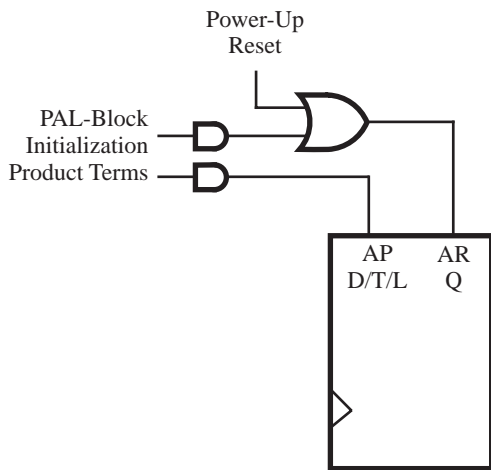 Power-Up
Reset
PAL-Block
Initialization
Product Terms
AP AR
D/T/L Q